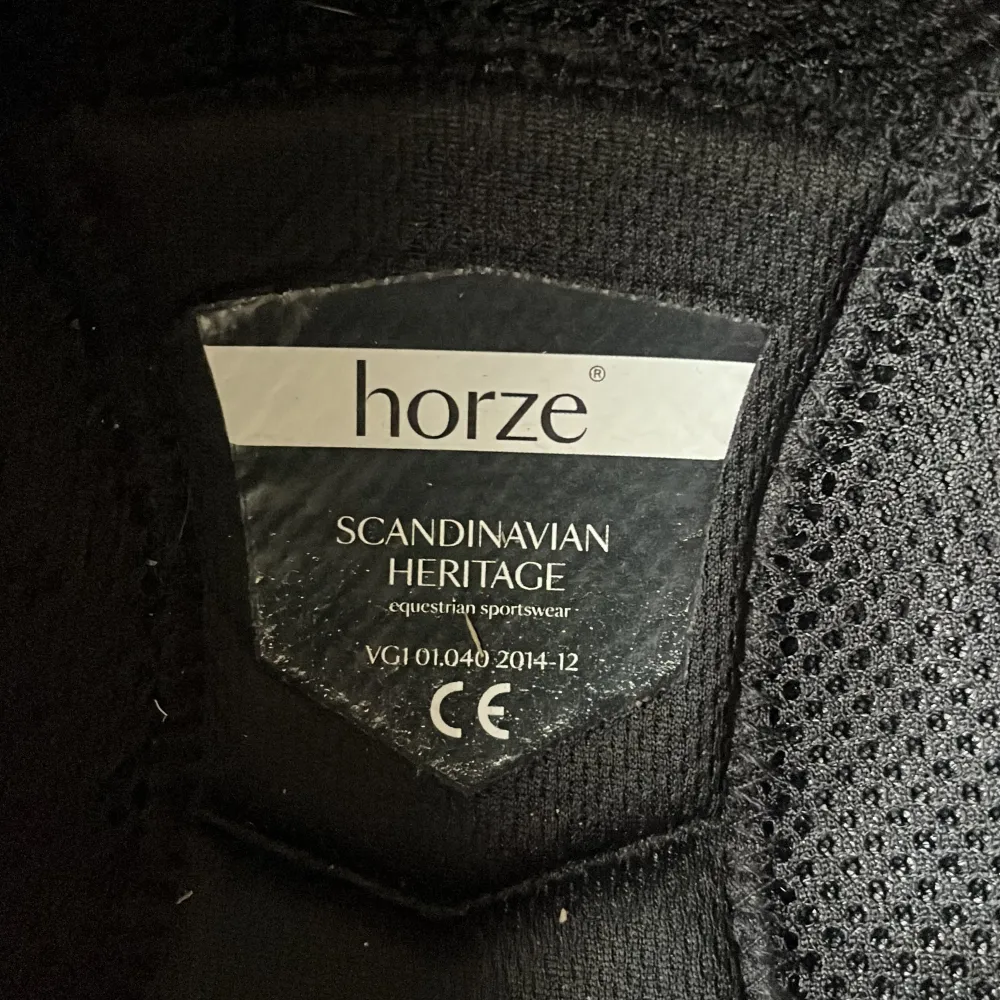 horze®
SCANDINAVIAN
HERITAGE
equestrian sportswear
VG1 01.040 2014-12
CE